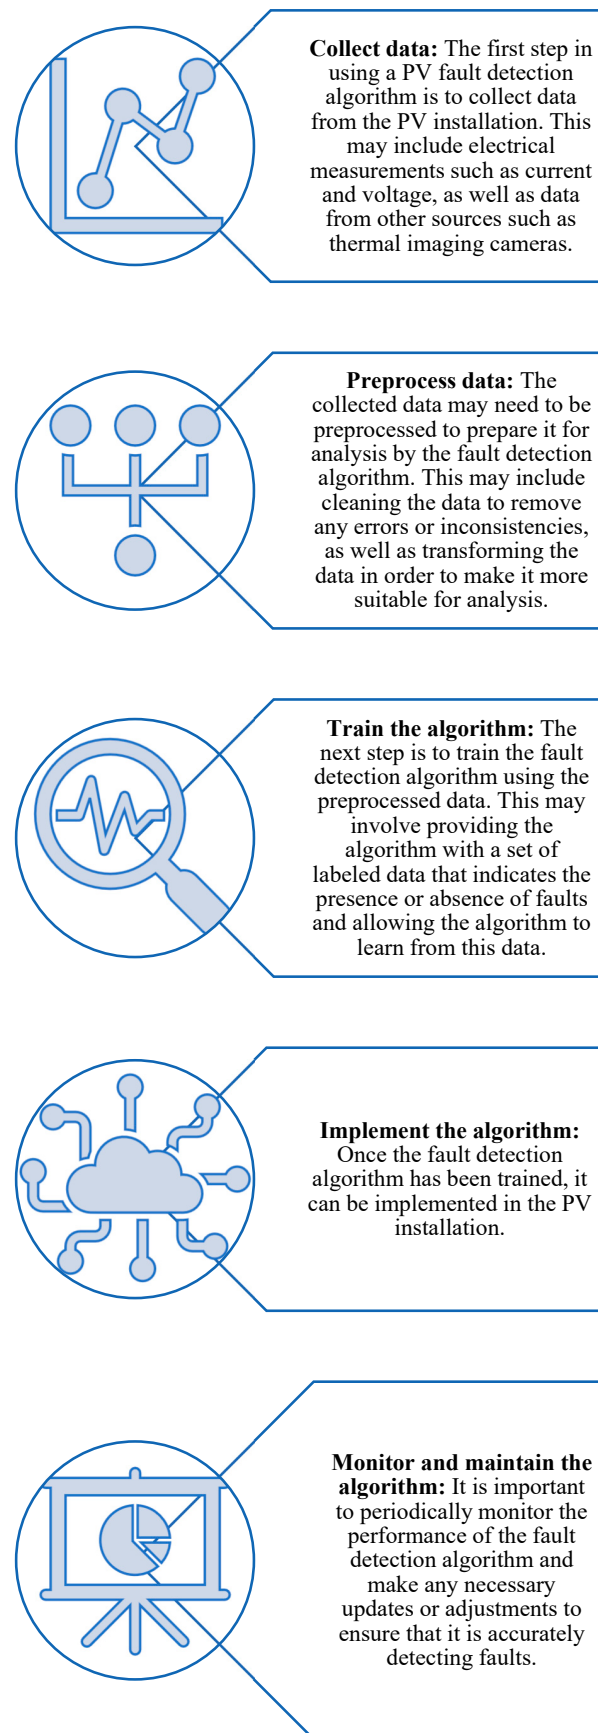 Collect data: The first step in
using a PV fault detection
algorithm is to collect data
from the PV installation. This
may include electrical
measurements such as current
and voltage, as well as data
from other sources such as
thermal imaging cameras.
Preprocess data: The
collected data may need to be
preprocessed to prepare it for
analysis by the fault detection
algorithm. This may include
cleaning the data to remove
any errors or inconsistencies,
as well as transforming the
data in order to make it more
suitable for analysis.
Train the algorithm: The
next step is to train the fault
detection algorithm using the
preprocessed data. This may
involve providing the
algorithm with a set of
labeled data that indicates the
presence or absence of faults
and allowing the algorithm to
learn from this data.
Implement the algorithm:
Once the fault detection
algorithm has been trained, it
can be implemented in the PV
installation.
Monitor and maintain the
algorithm: It is important
to periodically monitor the
performance of the fault
detection algorithm and
make any necessary
updates or adjustments to
ensure that it is accurately
detecting faults.